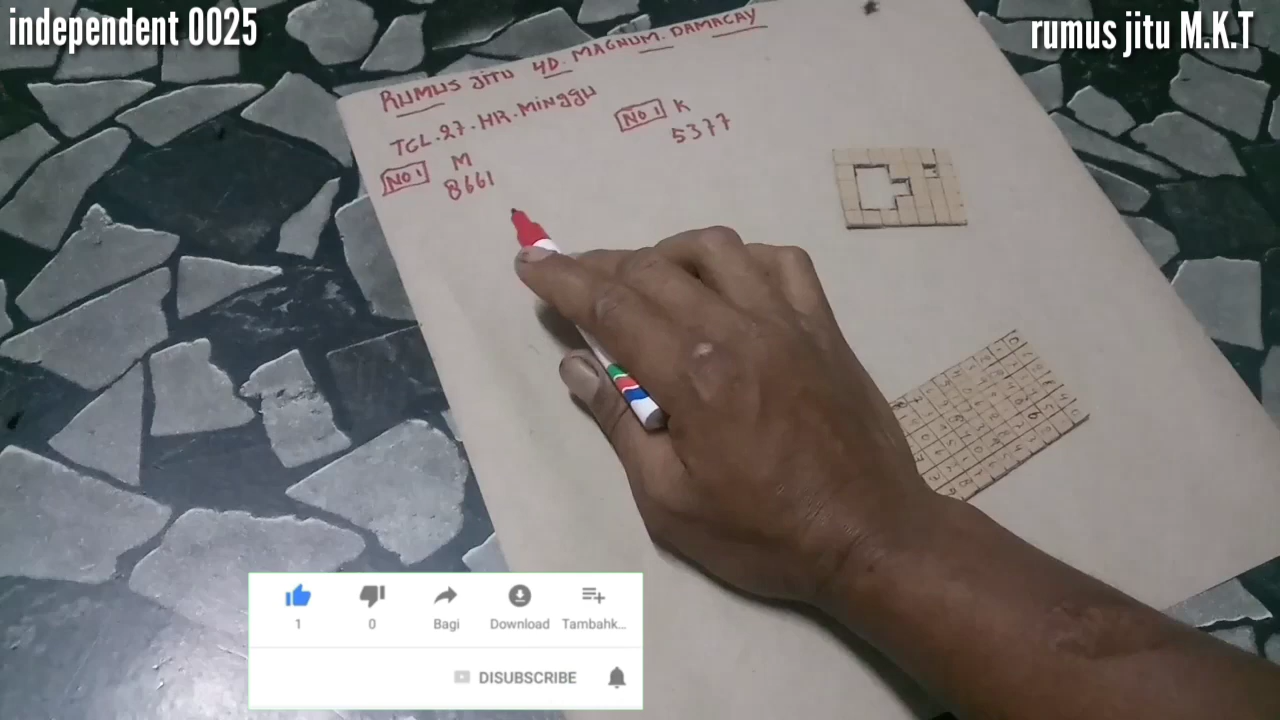 independent 0025
rumus jitu M.K.T
RUMUS JITU 4D. MAGNUM. DAMACAY
TGL. 27. HR. MINGGU
NO 1 M
8661
NO 1 K
5377
1 0 Bagi Download Tambahk...
DISUBSCRIBE